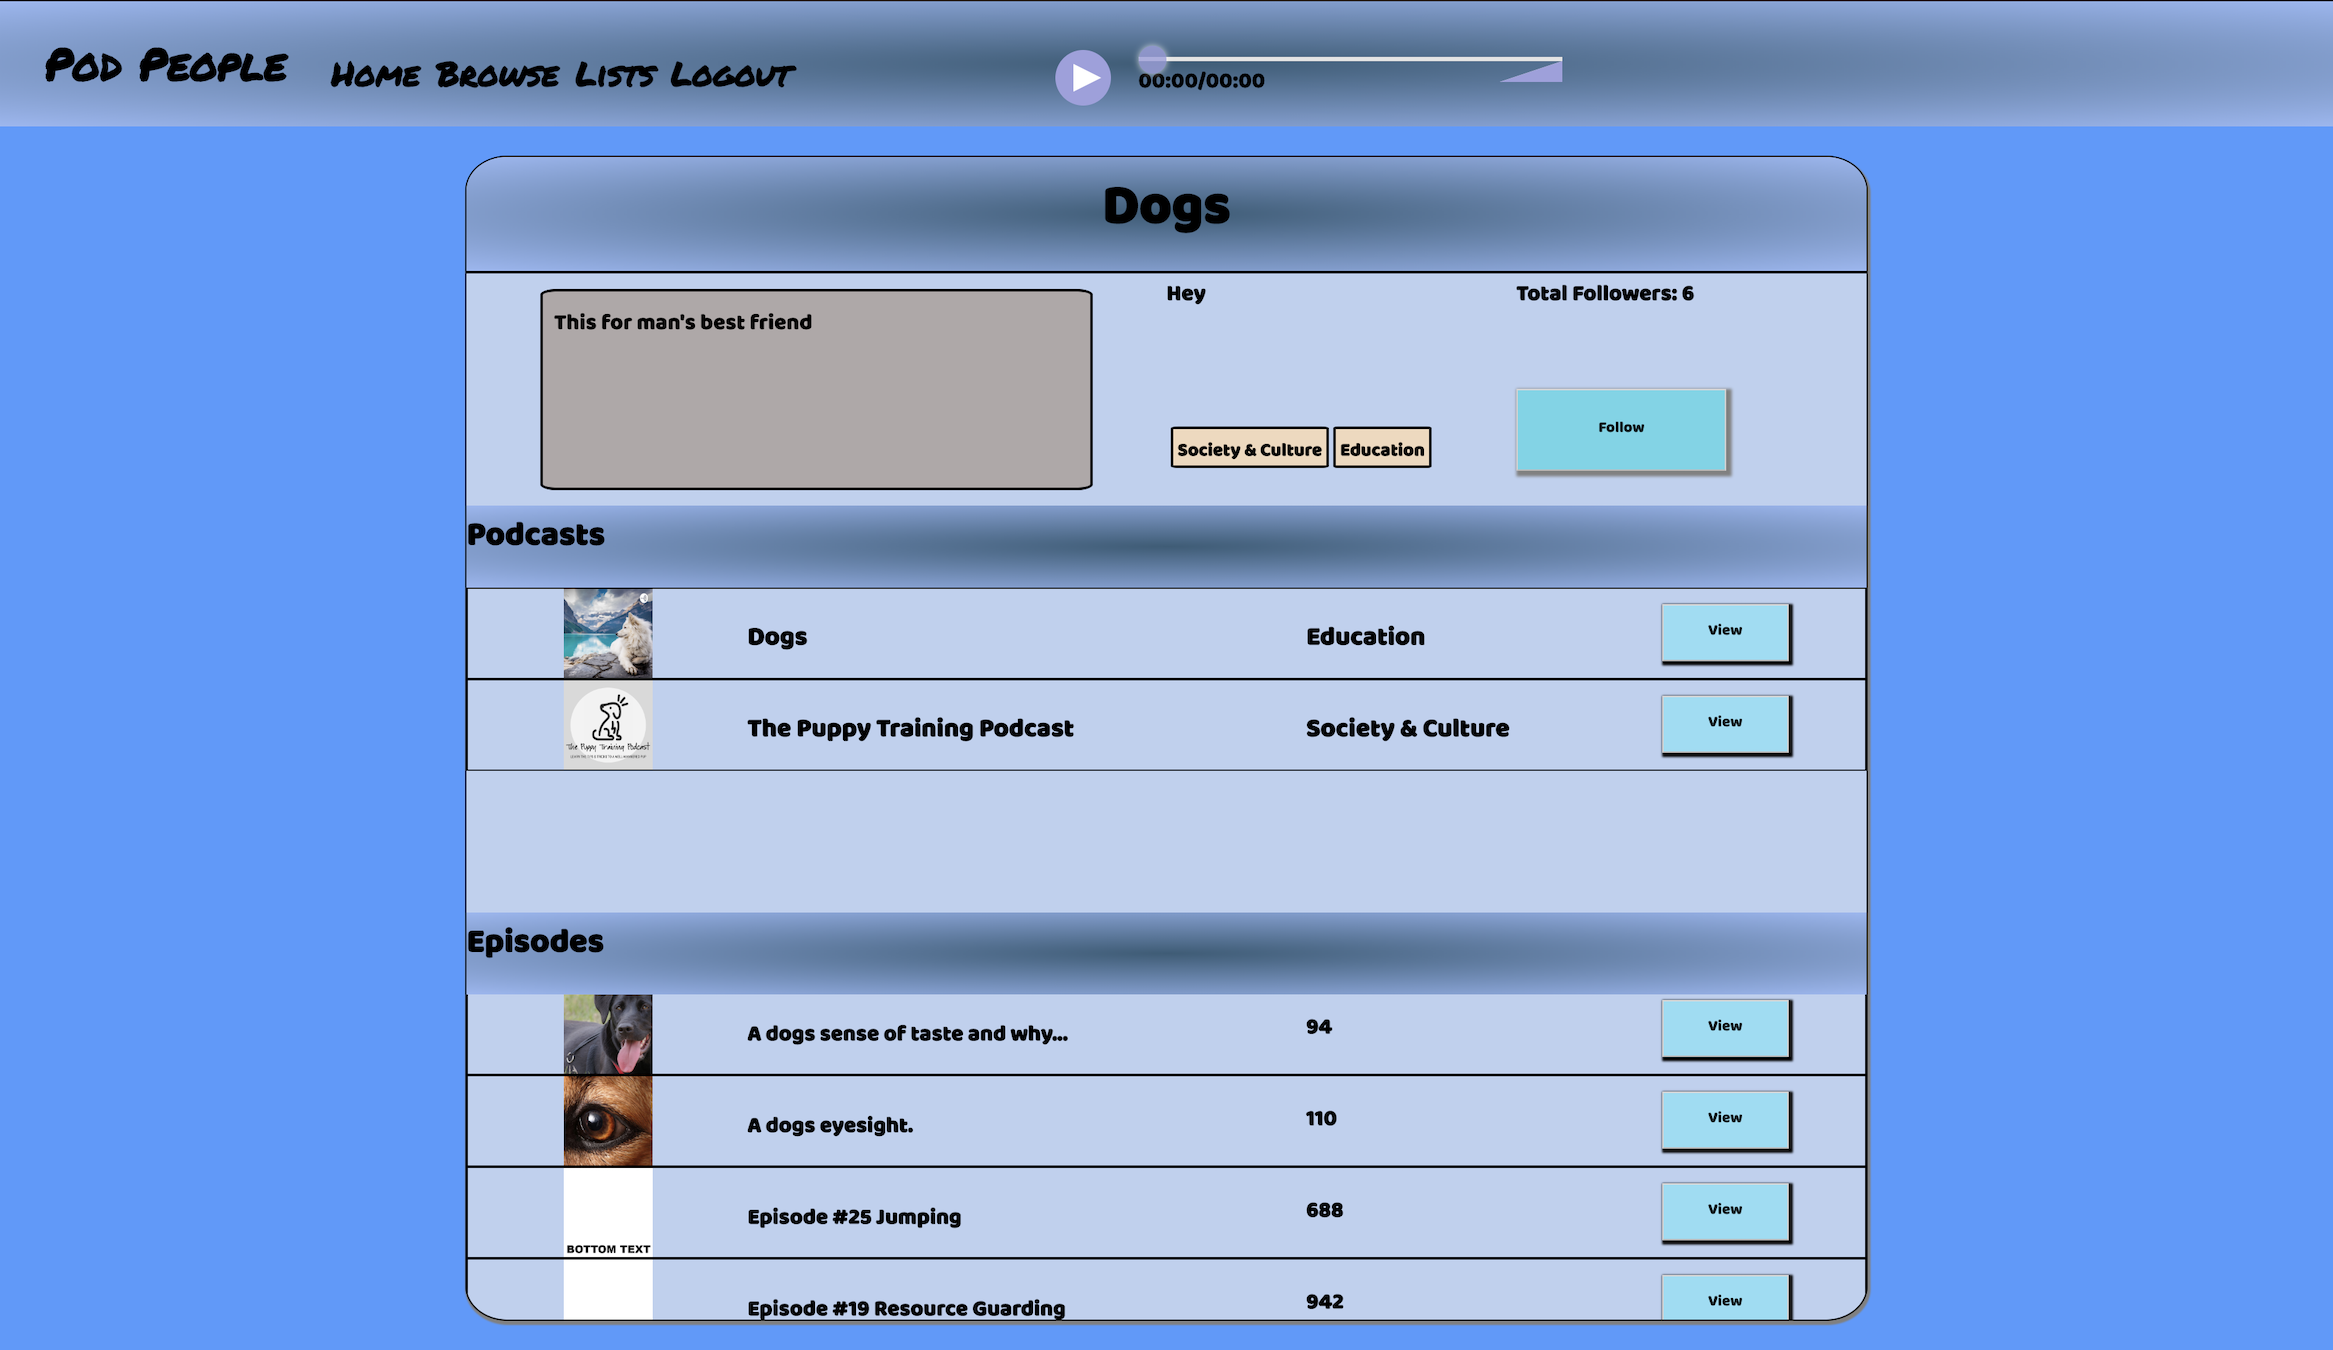 Pod People Home Browse Lists Logout
00:00/00:00
Dogs
This for man's best friend
Hey
Total Followers: 6
Society & Culture Education
Follow
Podcasts
Dogs Education View
The Puppy Training Podcast
The Puppy Training Podcast Society & Culture View
Episodes
A dogs sense of taste and why... 94 View
A dogs eyesight. 110 View
Episode #25 Jumping 688 View
BOTTOM TEXT
Episode #19 Resource Guarding 942 View